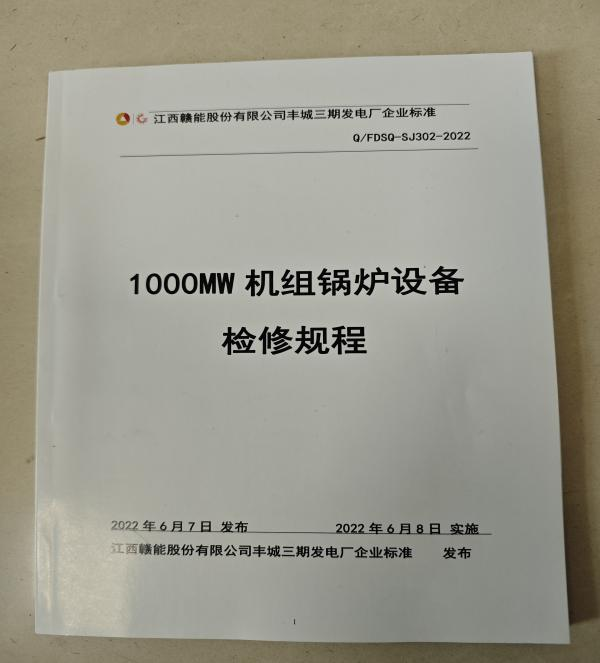 江西赣能股份有限公司丰城三期发电厂企业标准
Q/FDSQ-SJ302-2022
1000MW 机组锅炉设备
检修规程
2022 年 6 月 7 日 发布 2022 年 6 月 8 日 实施
江西赣能股份有限公司丰城三期发电厂企业标准 发布
1